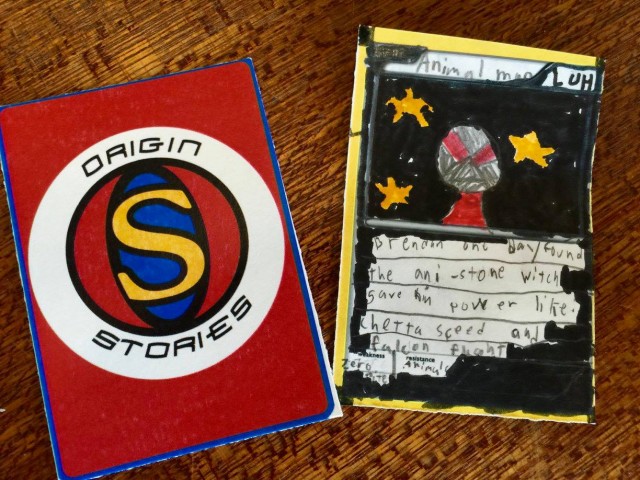 ORIGIN
S
STORIES
Animal man LUH
Brendan one Day found
the ani-stone witch
gave him power like.
chetta speed and
falcon flight
weakness resistance
Zero Animals